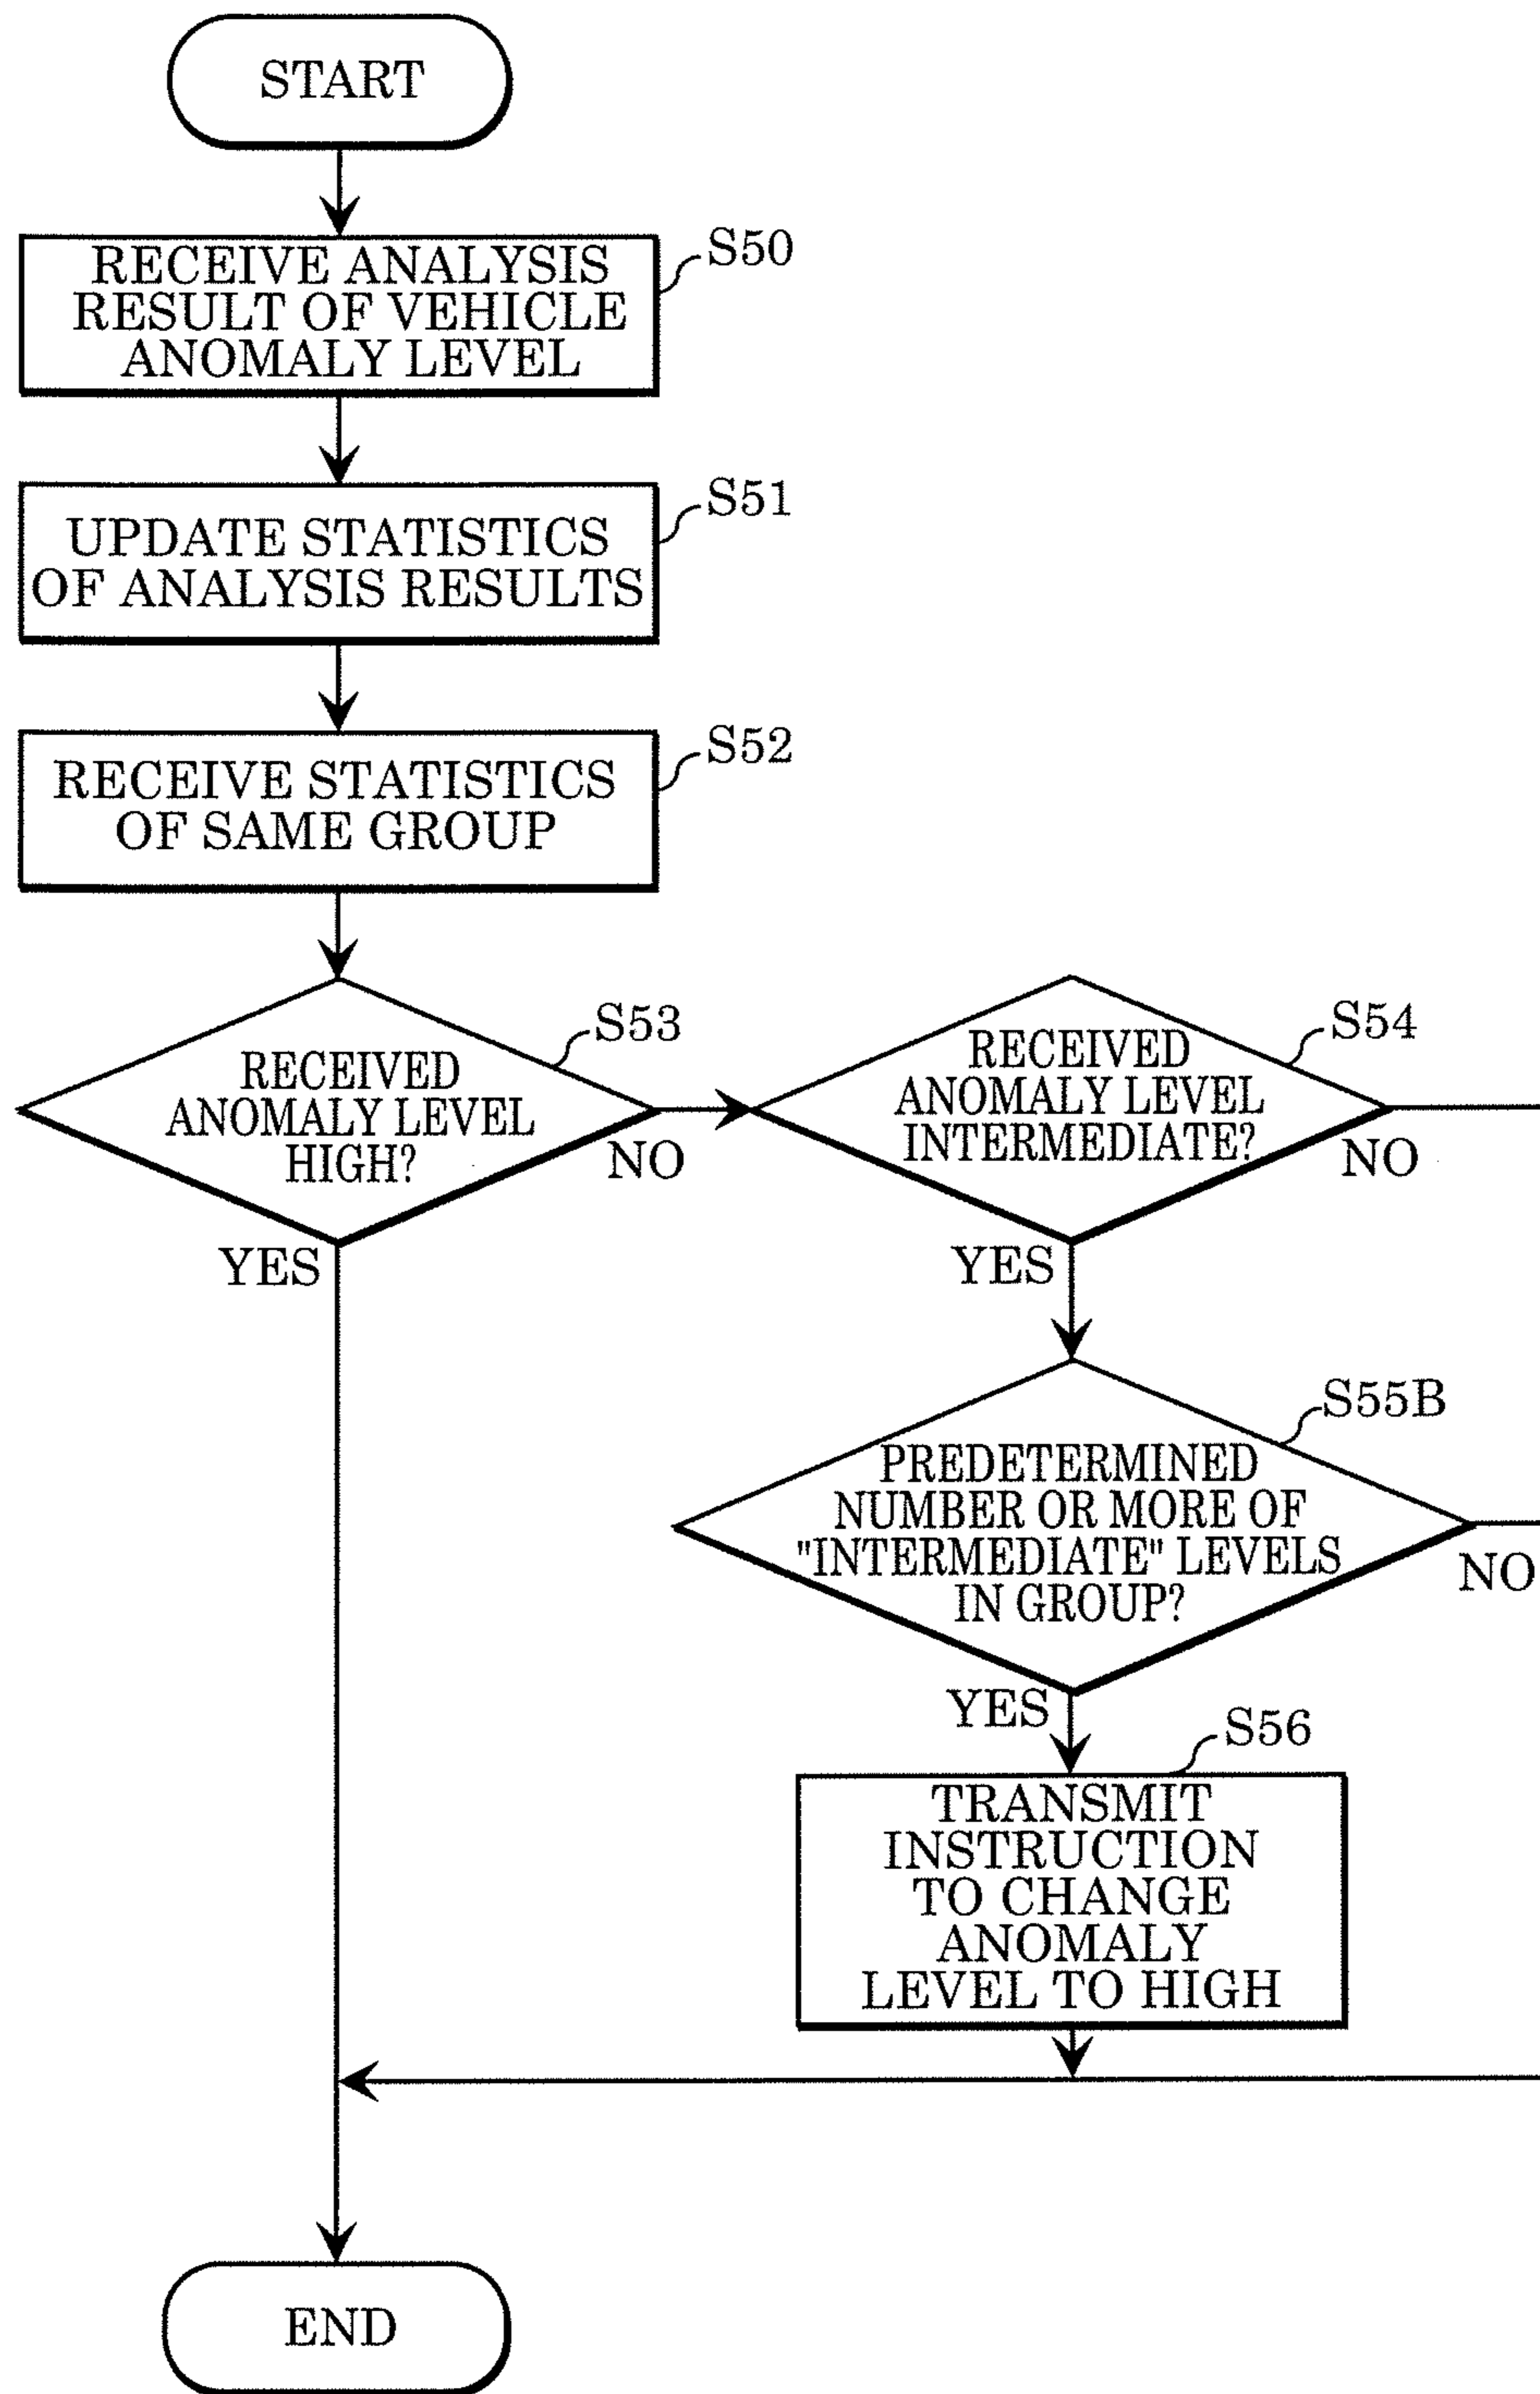 START
RECEIVE ANALYSIS
RESULT OF VEHICLE
ANOMALY LEVEL
S50
UPDATE STATISTICS
OF ANALYSIS RESULTS
S51
RECEIVE STATISTICS
OF SAME GROUP
S52
RECEIVED
ANOMALY LEVEL
HIGH?
S53
NO
YES
RECEIVED
ANOMALY LEVEL
INTERMEDIATE?
S54
NO
YES
PREDETERMINED
NUMBER OR MORE OF
"INTERMEDIATE" LEVELS
IN GROUP?
S55B
NO
YES
S56
TRANSMIT
INSTRUCTION
TO CHANGE
ANOMALY
LEVEL TO HIGH
END